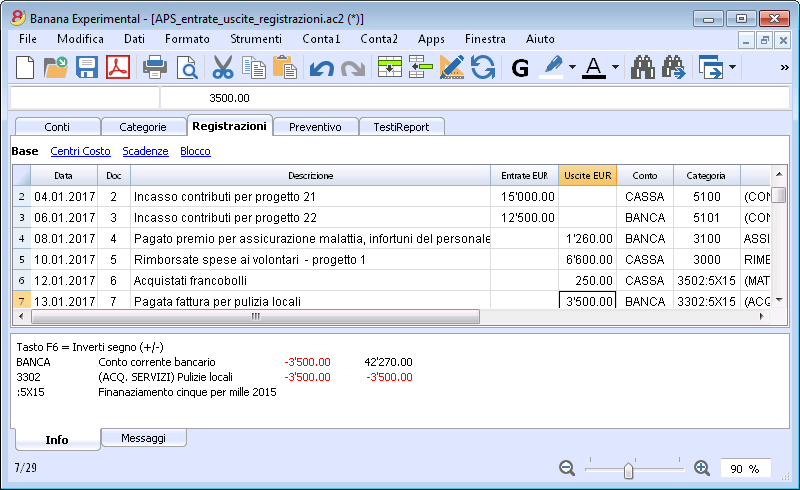 Banana Experimental - [APS_entrate_uscite_registrazioni.ac2 (*)]
File Modifica Dati Formato Strumenti Conta1 Conta2 Apps Finestra Aiuto
G A »
3500.00
Conti Categorie Registrazioni Preventivo TestiReport
Base Centri Costo Scadenze Blocco
Data Doc Descrizione Entrate EUR Uscite EUR Conto Categoria
2 04.01.2017 2 Incasso contributi per progetto 21 15'000.00 CASSA 5100 (CON
3 06.01.2017 3 Incasso contributi per progetto 22 12'500.00 BANCA 5101 (CON
4 08.01.2017 4 Pagato premio per assicurazione malattia, infortuni del personale 1'260.00 BANCA 3100 ASSI
5 10.01.2017 5 Rimborsate spese ai volontari - progetto 1 6'600.00 CASSA 3000 RIME
6 12.01.2017 6 Acquistati francobolli 250.00 CASSA 3502:5X15 (MAT
7 13.01.2017 7 Pagata fattura per pulizia locali 3'500.00 BANCA 3302:5X15 (ACQ
Tasto F6 = Inverti segno (+/-)
BANCA Conto corrente bancario -3'500.00 42'270.00
3302 (ACQ. SERVIZI) Pulizie locali -3'500.00 -3'500.00
:5X15 Finanaziamento cinque per mille 2015
Info Messaggi
7/29 90 %